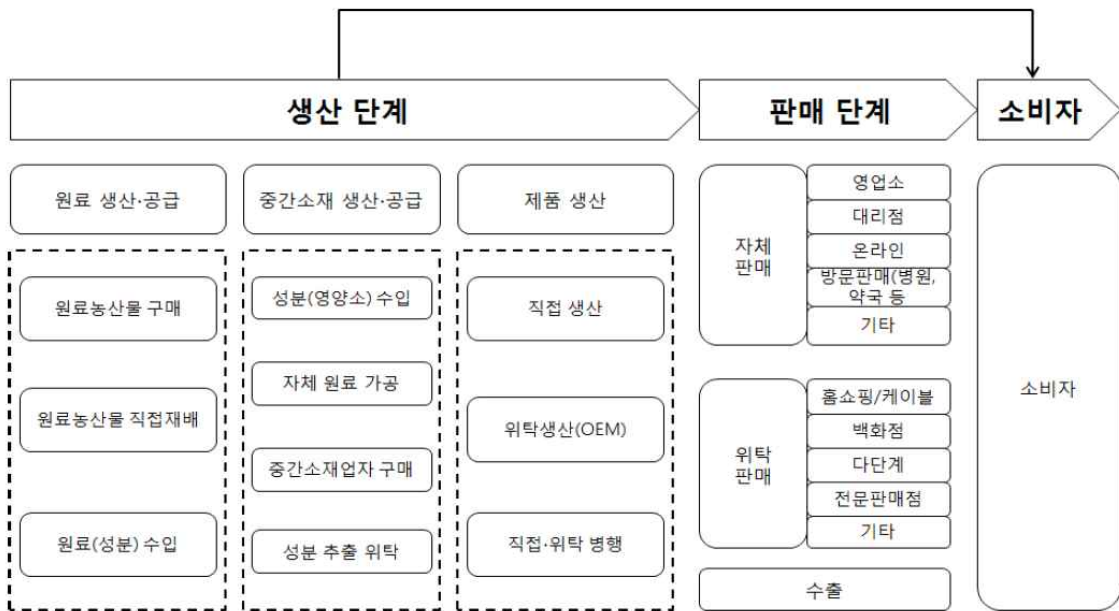 생산 단계
판매 단계
소비자
원료 생산·공급
중간소재 생산·공급
제품 생산
원료농산물 구매
원료농산물 직접재배
원료(성분) 수입
성분(영양소) 수입
자체 원료 가공
중간소재업자 구매
성분 추출 위탁
직접 생산
위탁생산(OEM)
직접·위탁 병행
자체
판매
영업소
대리점
온라인
방문판매(병원,
약국 등
기타
위탁
판매
홈쇼핑/케이블
백화점
다단계
전문판매점
기타
수출
소비자